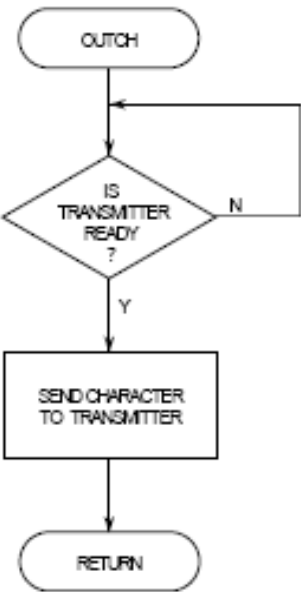 OUTCH
IS
TRANSMITTER
READY
?
N
Y
SEND CHARACTER
TO TRANSMITTER
RETURN